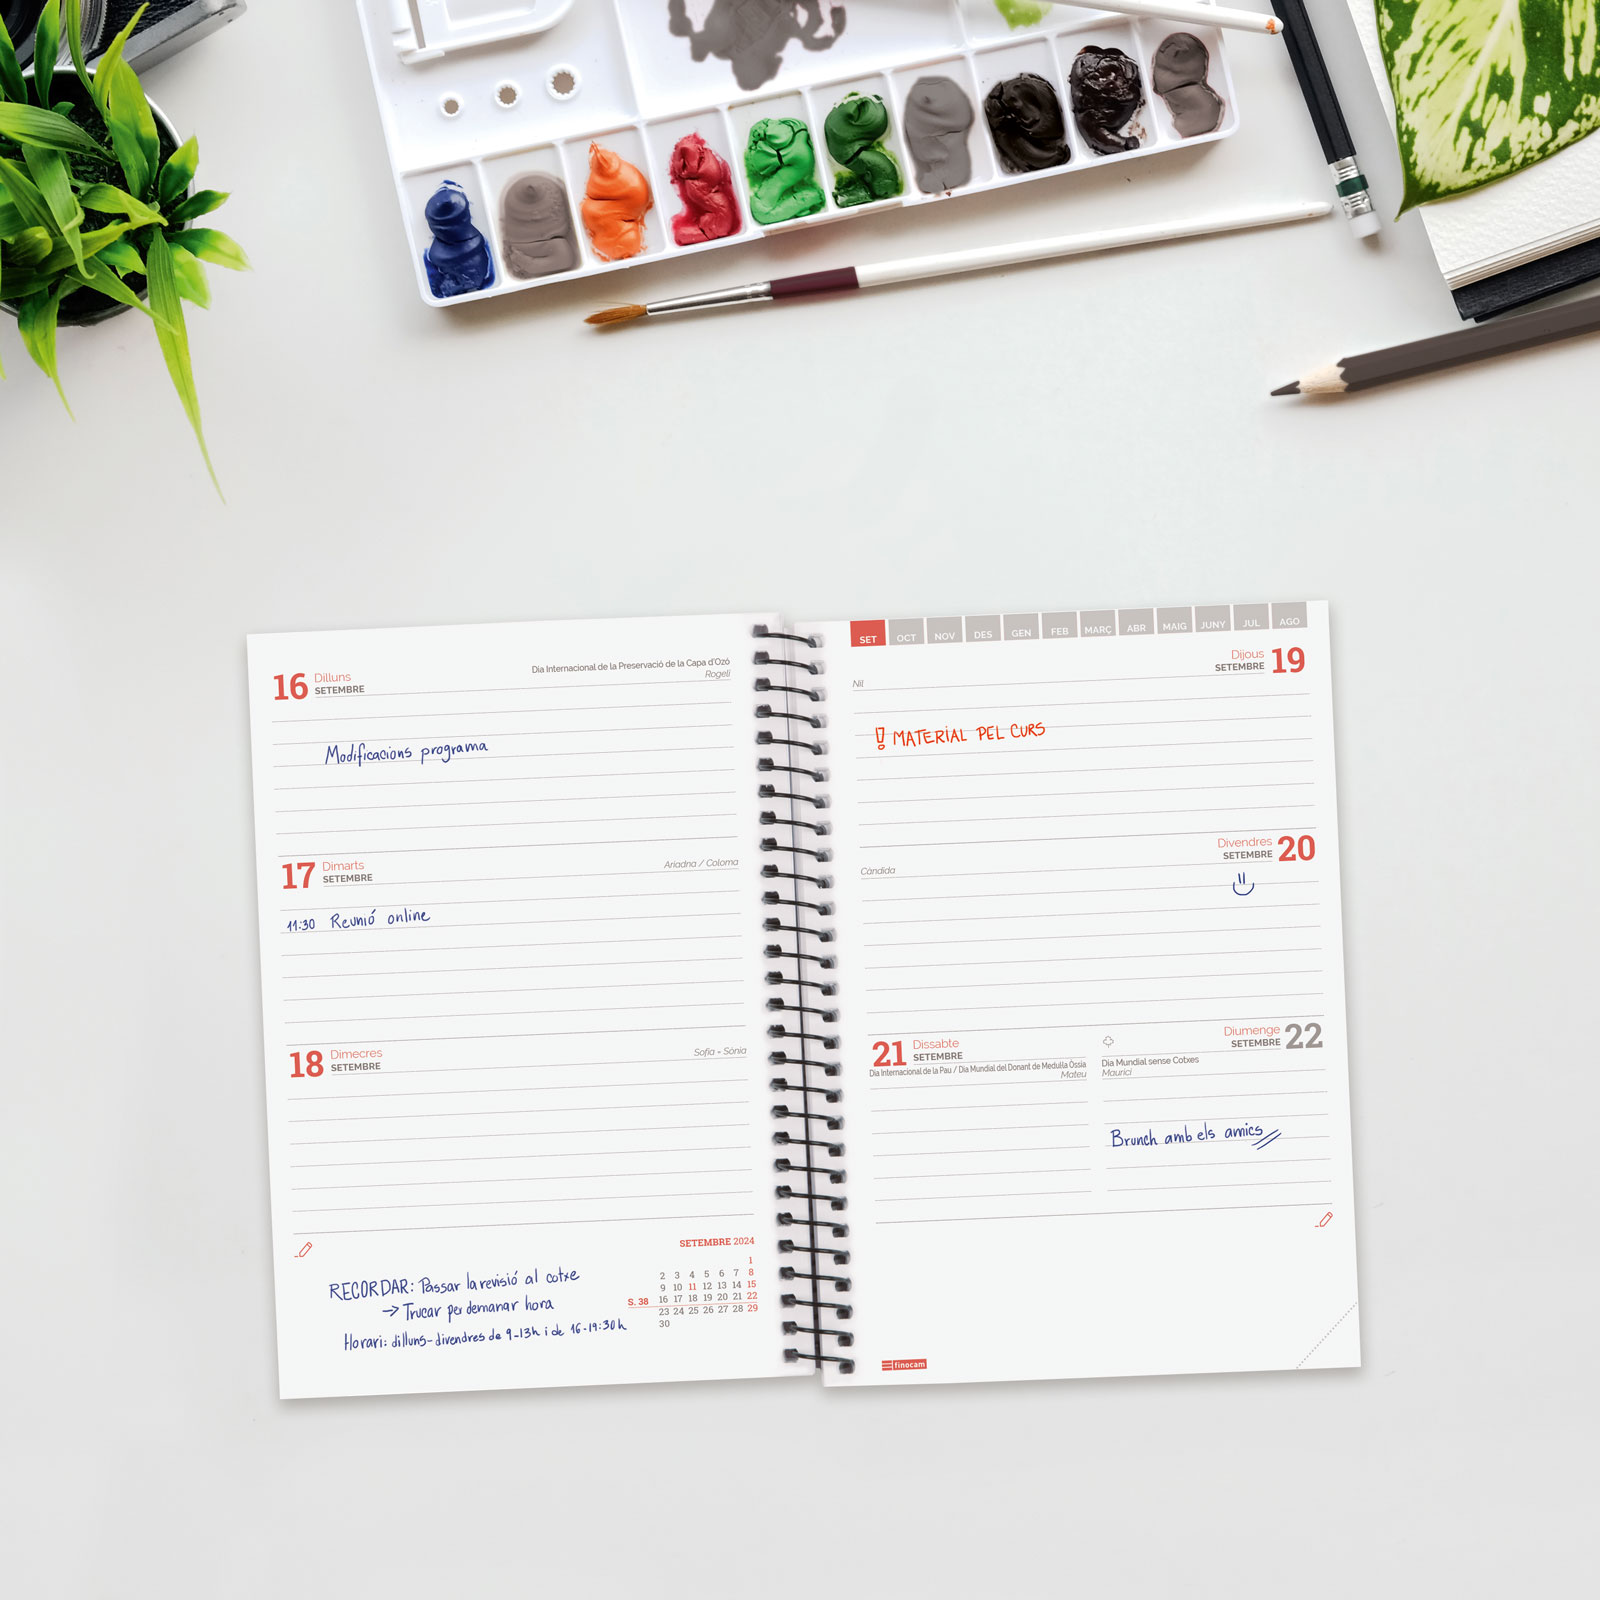 16 Dilluns
SETEMBRE
Dia Internacional de la Preservació de la Capa d'Ozó
Rogeli
Modificacions programa
17 Dimarts
SETEMBRE
Ariadna / Coloma
11:30 Reunió online
18 Dimecres
SETEMBRE
Sofia - Sònia
RECORDAR: Passar la revisió al cotxe
→ Trucar per demanar hora
Horari: dilluns-divendres de 9-13h i de 16-19:30h
SETEMBRE 2024
1
2 3 4 5 6 7 8
9 10 11 12 13 14 15
S. 38 16 17 18 19 20 21 22
23 24 25 26 27 28 29
30
SET OCT NOV DES GEN FEB MARÇ ABR MAIG JUNY JUL AGO
Dijous 19
SETEMBRE
Nil
! MATERIAL PEL CURS
Divendres 20
SETEMBRE
Càndida
21 Dissabte
SETEMBRE
Dia Internacional de la Pau / Dia Mundial del Donant de Medul·la Òssia
Mateu
Diumenge 22
SETEMBRE
Dia Mundial sense Cotxes
Maurici
Brunch amb els amics
finocam